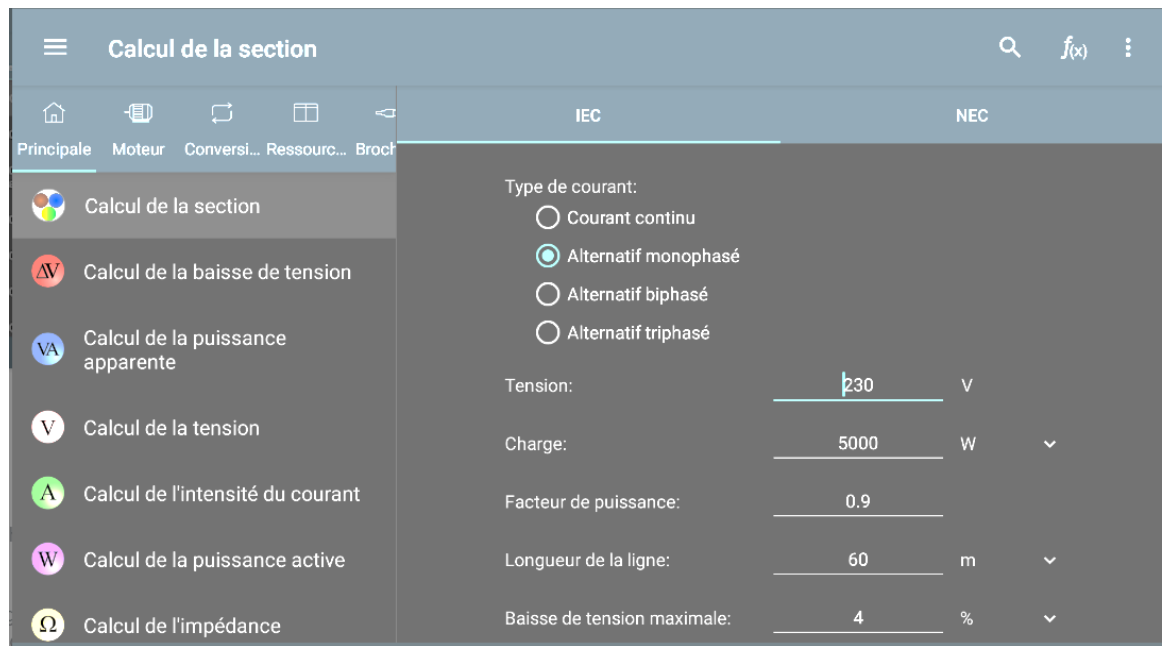 Calcul de la section
f(x)
Principale
Moteur
Conversi...
Ressourc...
IEC
NEC
Calcul de la section
Calcul de la baisse de tension
ΔV
Calcul de la puissance
apparente
VA
Calcul de la tension
V
Calcul de l'intensité du courant
A
Calcul de la puissance active
W
Calcul de l'impédance
Ω
Type de courant:
Courant continu
Alternatif monophasé
Alternatif biphasé
Alternatif triphasé
Tension: 230 V
Charge: 5000 W
Facteur de puissance: 0.9
Longueur de la ligne: 60 m
Baisse de tension maximale: 4 %